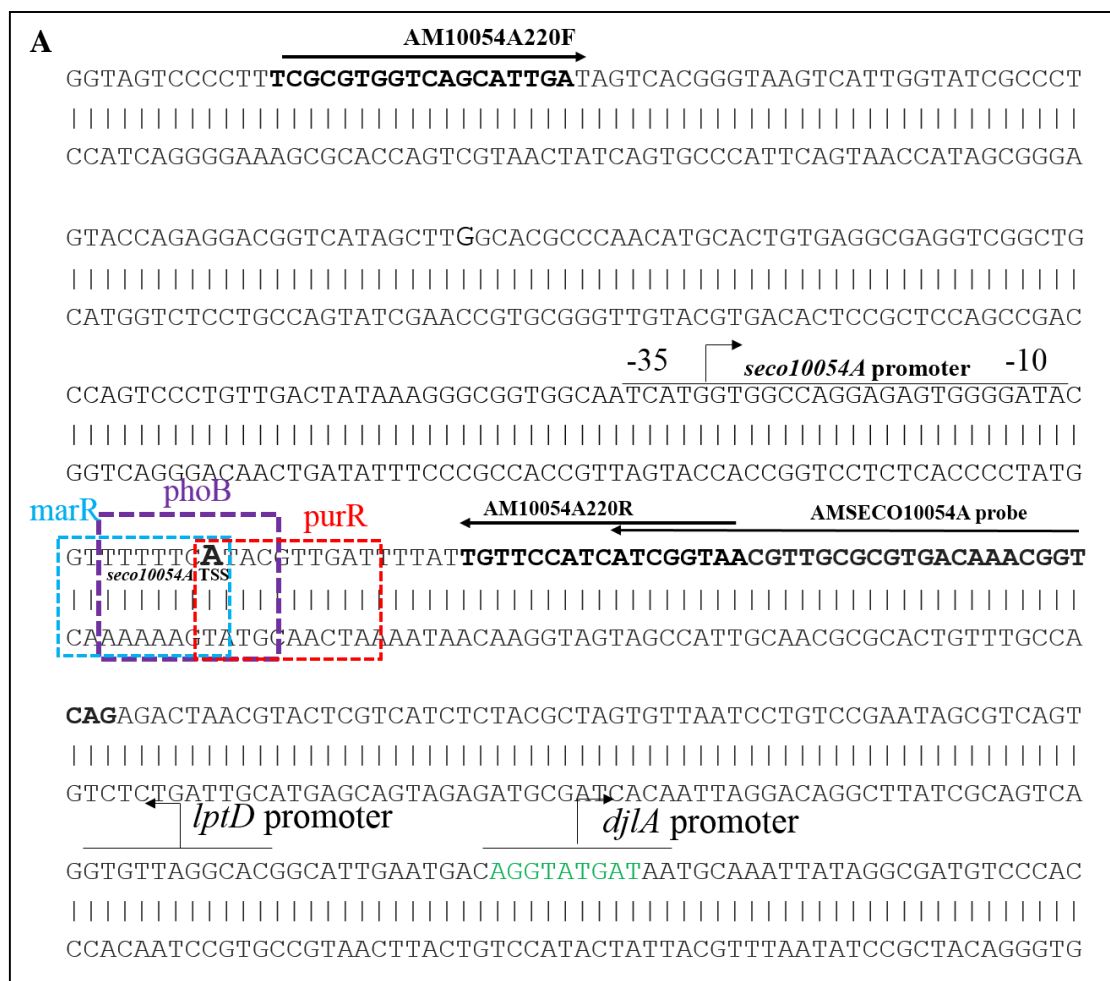 A
AM10054A220F
GGTAGTCCCCTTTCGCGTGGTCAGCATTGATAGTCACGGGTAAGTCATTGGTATCGCCCT
CCATCAGGGGAAAGCGCACCAGTCGTAACTATCAGTGCCCATTCAGTAACCATAGCGGGA
GTACCAGAGGACGGTCATAGCTTGGCACGCCCAACATGCACTGTGAGGCGAGGTCGGCTG
CATGGTCTCCTGCCAGTATCGAACCGTGCGGGTTGTACGTGACACTCCGCTCCAGCCGAC
-35 seco10054A promoter -10
CCAGTCCCTGTTGACTATAAAGGGCGGTGGCAATCATGGTGGCCAGGAGAGTGGGGATAC
GGTCAGGGACAACTGATATTTCCCGCCACCGTTAGTACCACCGGTCCTCTCACCCCTATG
marR phoB purR AM10054A220R AMSECO10054A probe
GTTTTTTCATACGTTGATTTTATTGTTCCATCATCGGTAACGTTGCGCGTGACAAACGGT
seco10054A TSS
CAAAAAAGTATGCAACTAAAATAACAAGGTAGTAGCCATTGCAACGCGCACTGTTTGCCA
CAGAGACTAACGTACTCGTCATCTCTACGCTAGTGTTAATCCTGTCCGAATAGCGTCAGT
GTCTCTGATTGCATGAGCAGTAGAGATGCGATCACAATTAGGACAGGCTTATCGCAGTCA
lptD promoter djlA promoter
GGTGTTAGGCACGGCATTGAATGACAGGTATGATAATGCAAATTATAGGCGATGTCCCAC
CCACAATCCGTGCCGTAACTTACTGTCCATACTATTACGTTTAATATCCGCTACAGGGTG